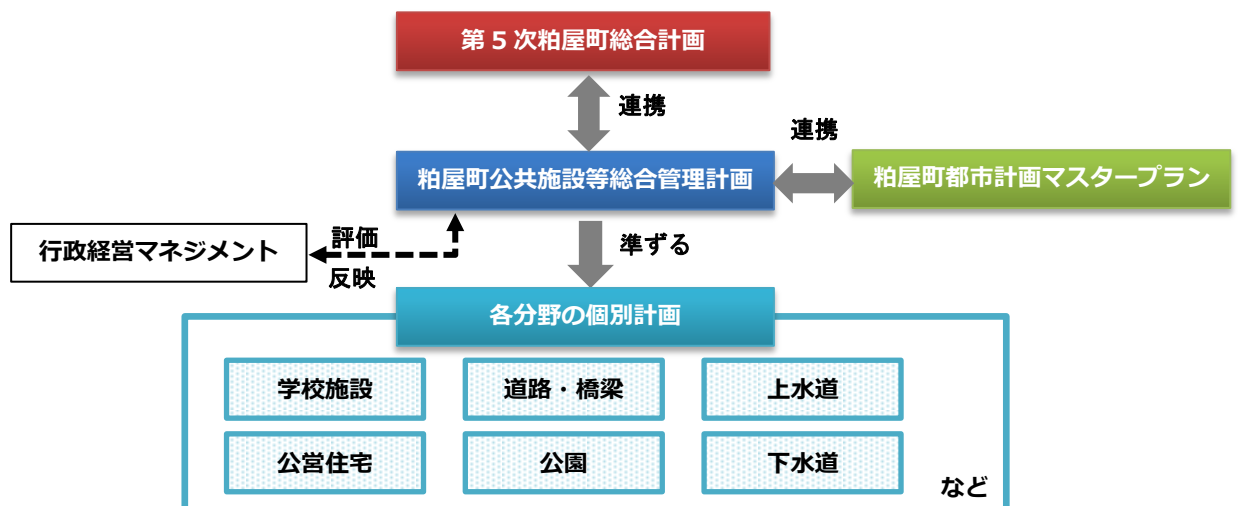 第5次粕屋町総合計画
連携
連携
粕屋町公共施設等総合管理計画
粕屋町都市計画マスタープラン
行政経営マネジメント
評価
反映
準ずる
各分野の個別計画
学校施設
道路・橋梁
上水道
公営住宅
公園
下水道
など